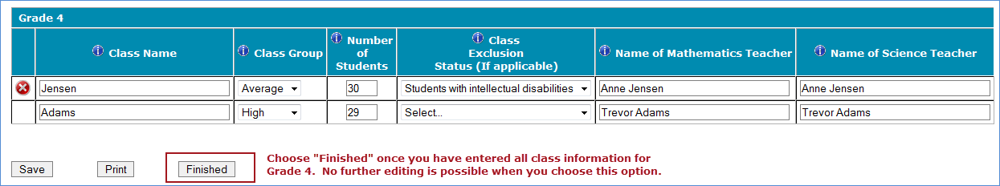 Grade 4
Class Name Class Group Number of Students Class Exclusion Status (If applicable) Name of Mathematics Teacher Name of Science Teacher
Jensen Average 30 Students with intellectual disabilities Anne Jensen Anne Jensen
Adams High 29 Select... Trevor Adams Trevor Adams
Save Print Finished
Choose "Finished" once you have entered all class information for
Grade 4. No further editing is possible when you choose this option.